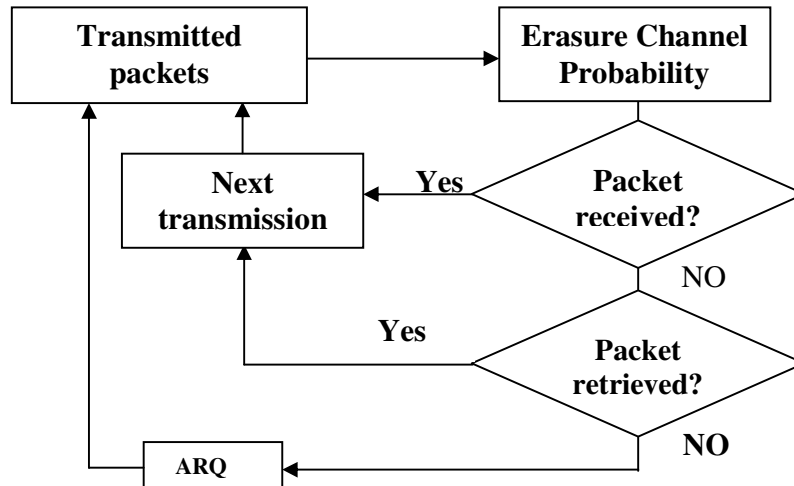 Transmitted
packets
Erasure Channel
Probability
Next
transmission
Yes
Packet
received?
NO
Yes
Packet
retrieved?
NO
ARQ